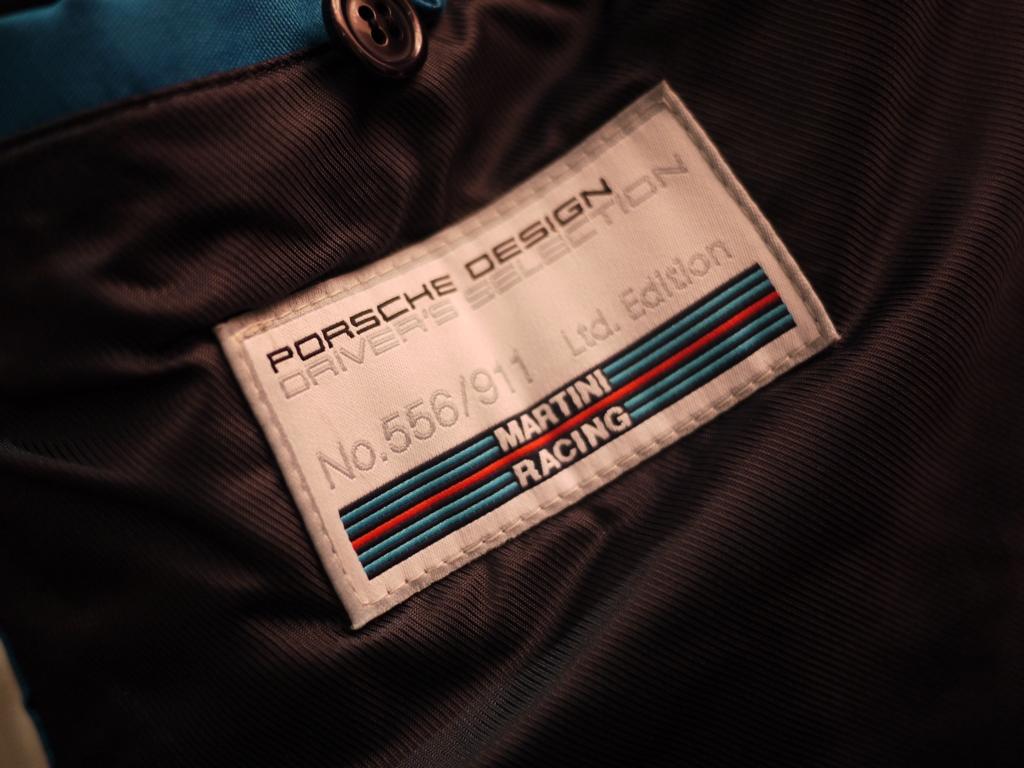 PORSCHE DESIGN
DRIVER'S SELECTION
No.556/911 Ltd. Edition
MARTINI
RACING